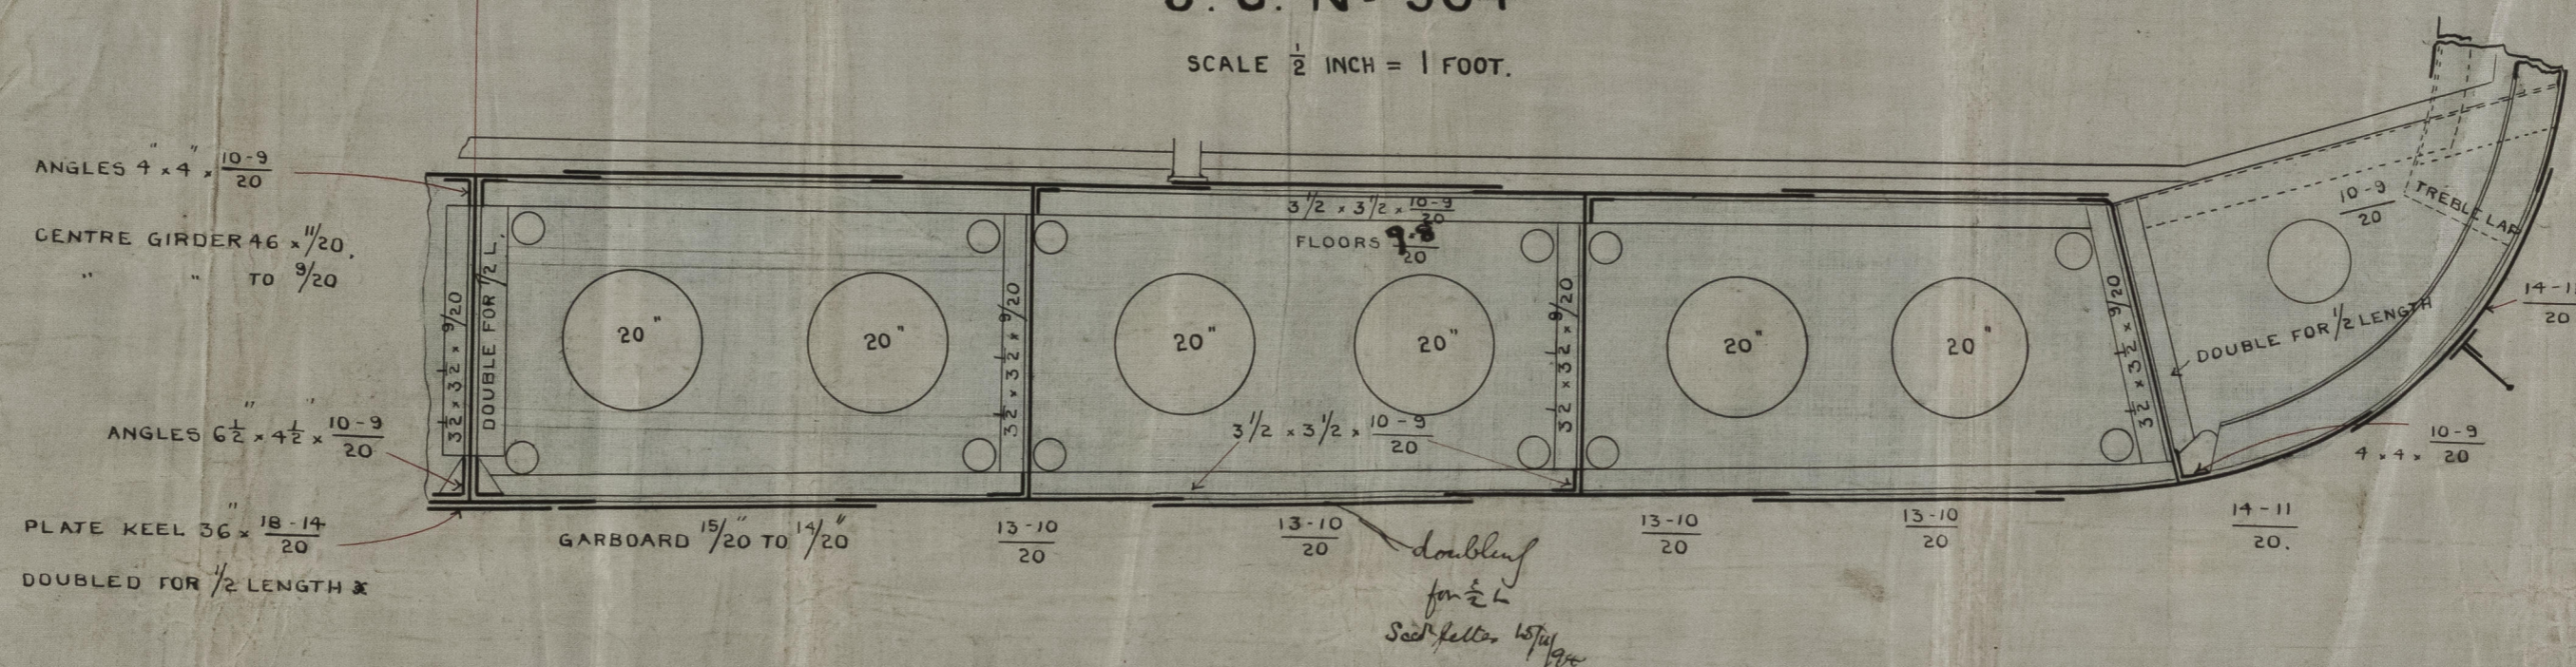 SCALE 1/2 INCH = 1 FOOT.
ANGLES 4" x 4" x 10-9/20
CENTRE GIRDER 46 x 11/20.
" " TO 9/20
ANGLES 6 1/2" x 4 1/2" x 10-9/20
PLATE KEEL 36" x 18-14/20
DOUBLED FOR 1/2 LENGTH
3 1/2 x 3 1/2 x 9/20
DOUBLE FOR 1/2 L.
20"
20"
3 1/2 x 3 1/2 x 9/20
3 1/2 x 3 1/2 x 10-9/20
FLOORS 9-8/20
20"
20"
3 1/2 x 3 1/2 x 10-9/20
3 1/2 x 3 1/2 x 9/20
20"
20"
3 1/2 x 3 1/2 x 9/20
10-9/20
TREBLE LAP
DOUBLE FOR 1/2 LENGTH
4 x 4 x 10-9/20
GARBOARD 15/20" TO 14/20"
13-10/20
13-10/20
13-10/20
13-10/20
14-11/20.
doubling
for 1/2 L